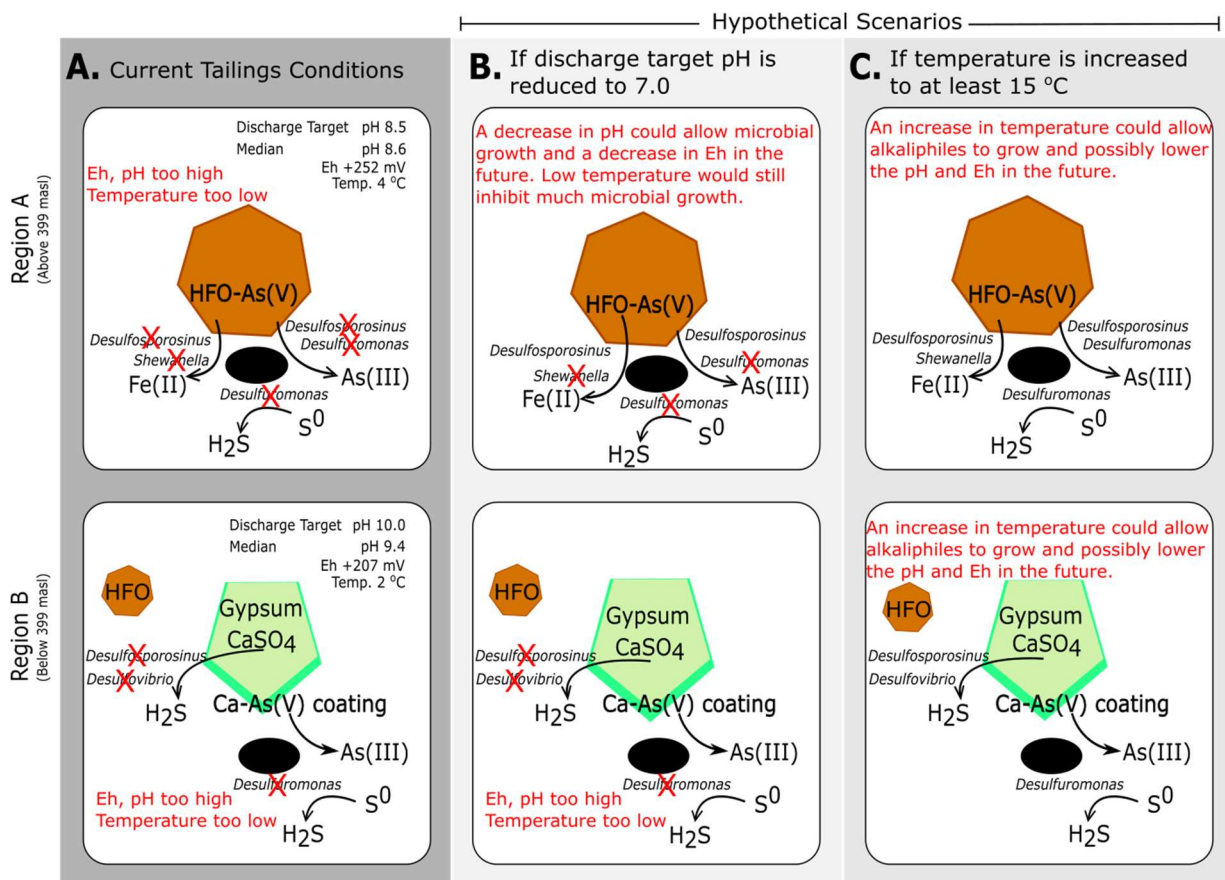 Hypothetical Scenarios
A. Current Tailings Conditions
B. If discharge target pH is
reduced to 7.0
C. If temperature is increased
to at least 15 °C
Region A
(Above 399 masl)
Discharge Target pH 8.5
Median pH 8.6
Eh +252 mV
Temp. 4 °C
Eh, pH too high
Temperature too low
HFO-As(V)
Desulfosporosinus
Shewanella
Fe(II)
Desulfosporosinus
Desulfuromonas
As(III)
Desulfuromonas
S⁰
H₂S
A decrease in pH could allow microbial
growth and a decrease in Eh in the
future. Low temperature would still
inhibit much microbial growth.
HFO-As(V)
Desulfosporosinus
Shewanella
Fe(II)
Desulfosporosinus
Desulfuromonas
As(III)
Desulfuromonas
S⁰
H₂S
An increase in temperature could allow
alkaliphiles to grow and possibly lower
the pH and Eh in the future.
HFO-As(V)
Desulfosporosinus
Shewanella
Fe(II)
Desulfosporosinus
Desulfuromonas
As(III)
Desulfuromonas
S⁰
H₂S
Region B
(Below 399 masl)
Discharge Target pH 10.0
Median pH 9.4
Eh +207 mV
Temp. 2 °C
HFO
Gypsum
CaSO4
Desulfosporosinus
Desulfovibrio
H₂S
Ca-As(V) coating
As(III)
Desulfuromonas
Eh, pH too high
Temperature too low
S⁰
H₂S
HFO
Gypsum
CaSO4
Desulfosporosinus
Desulfovibrio
H₂S
Ca-As(V) coating
As(III)
Desulfuromonas
Eh, pH too high
Temperature too low
S⁰
H₂S
An increase in temperature could allow
alkaliphiles to grow and possibly lower
the pH and Eh in the future.
HFO
Gypsum
CaSO4
Desulfosporosinus
Desulfovibrio
H₂S
Ca-As(V) coating
As(III)
Desulfuromonas
S⁰
H₂S